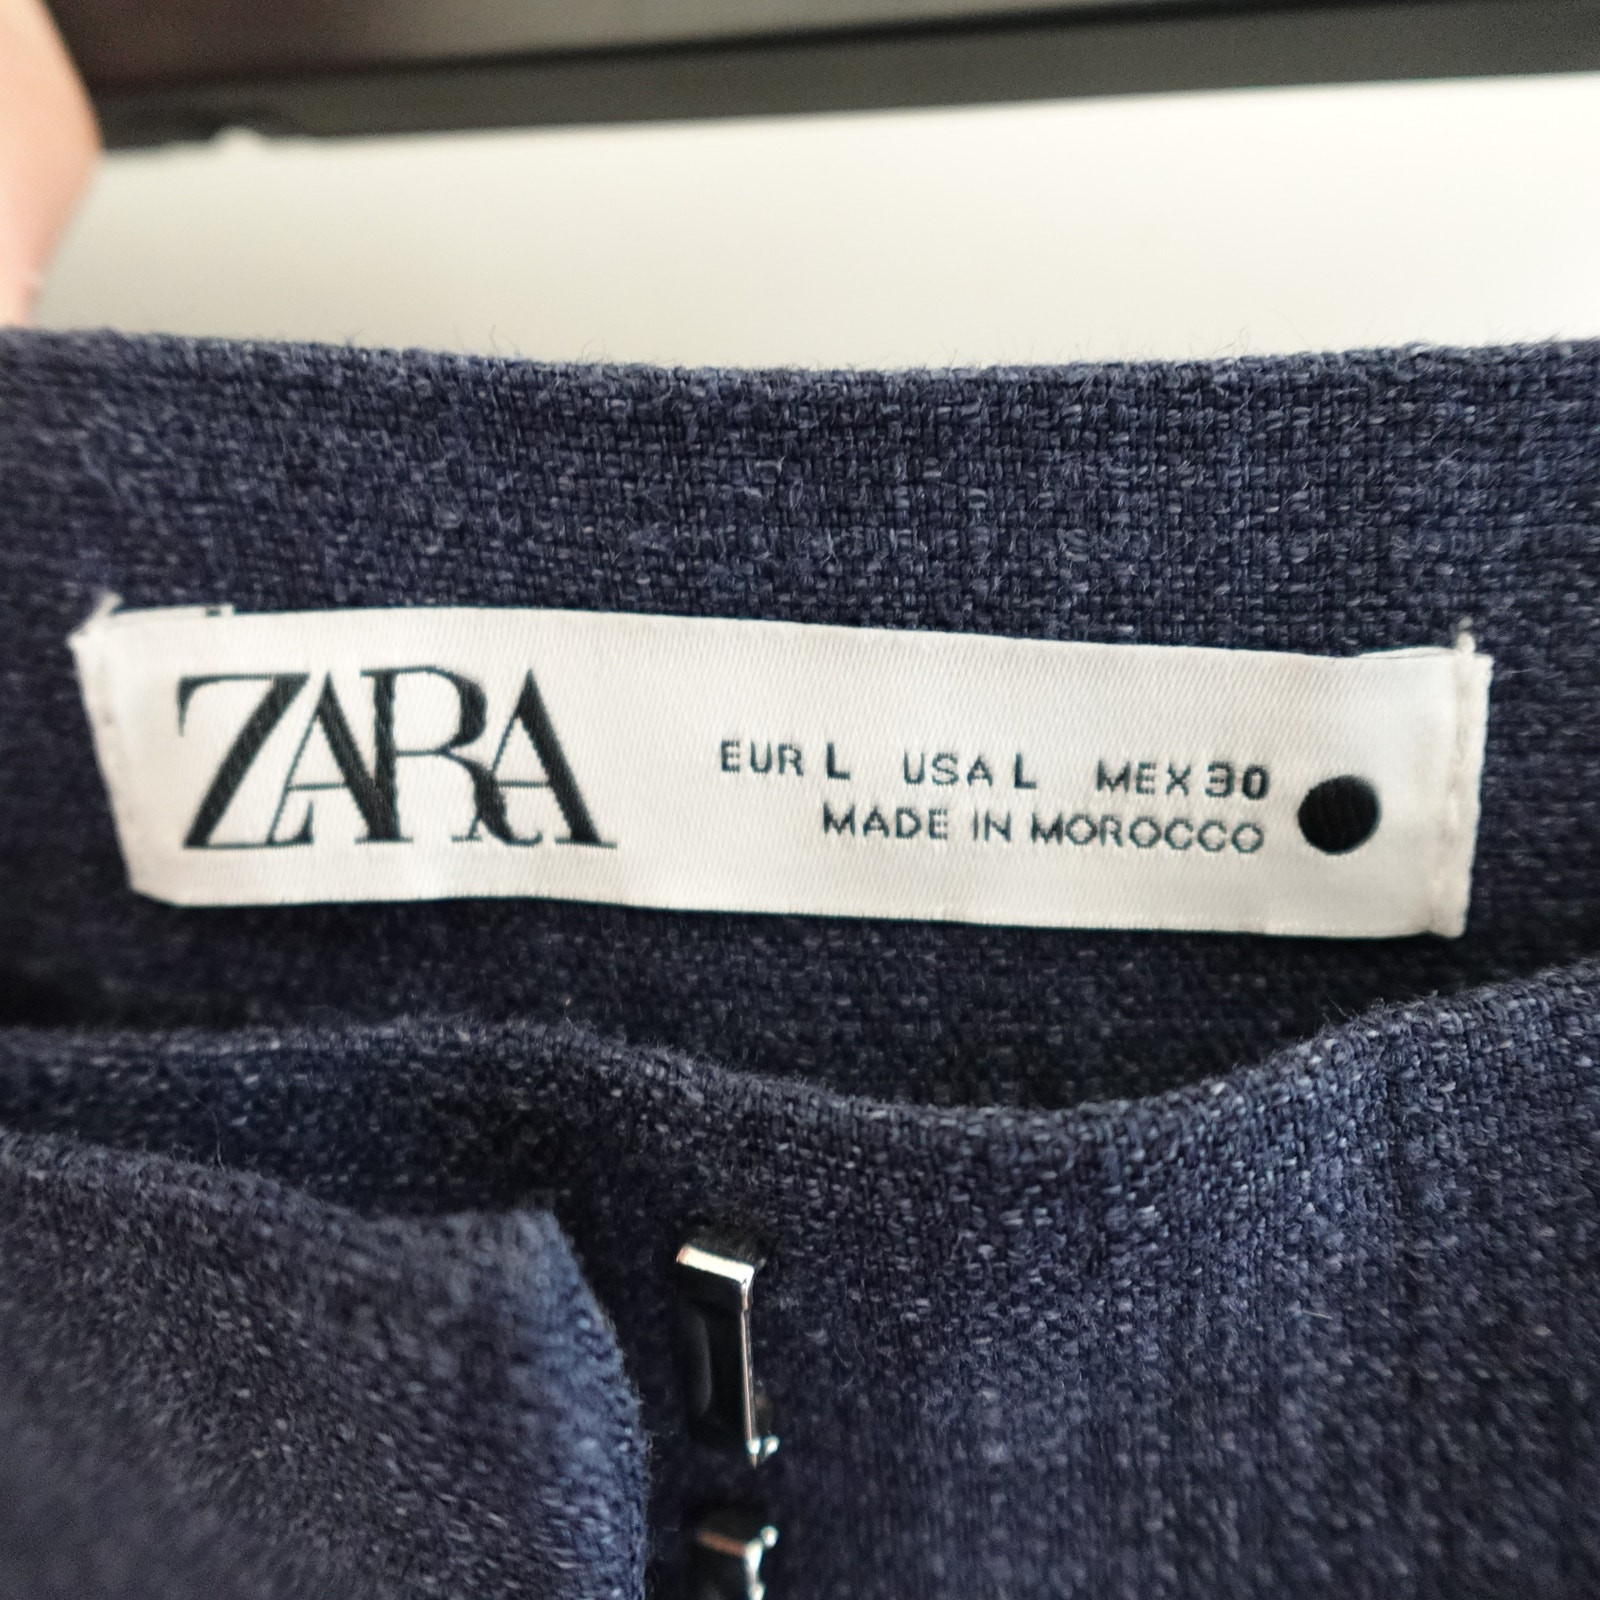 ZARA
EUR L USA L MEX 30
MADE IN MOROCCO